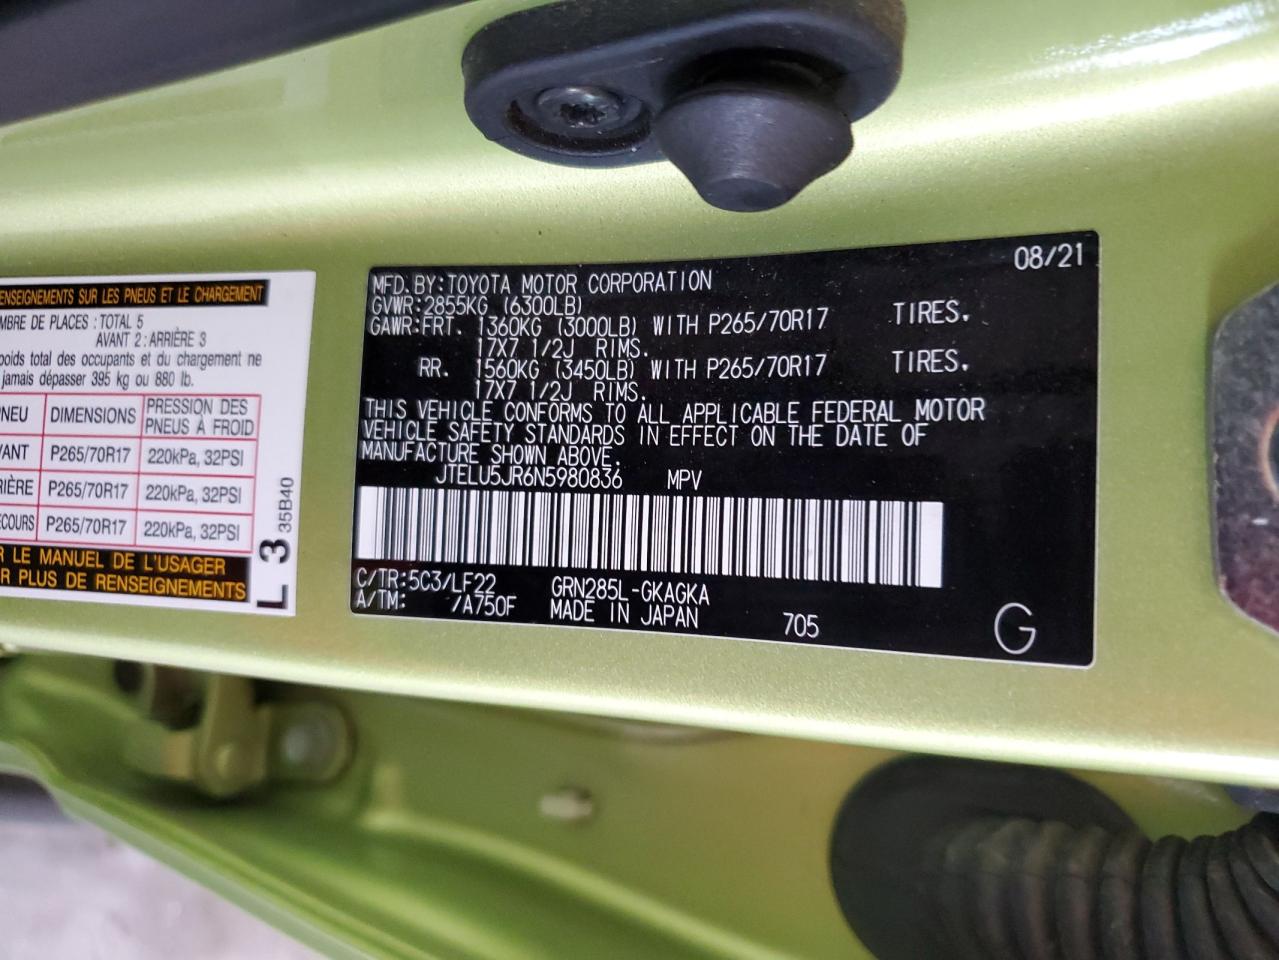 RENSEIGNEMENTS SUR LES PNEUS ET LE CHARGEMENT
MBRE DE PLACES : TOTAL 5
AVANT 2 : ARRIÈRE 3
poids total des occupants et du chargement ne
jamais dépasser 395 kg ou 880 lb.
PNEU DIMENSIONS PRESSION DES PNEUS À FROID
VANT P265/70R17 220kPa, 32PSI
RIÈRE P265/70R17 220kPa, 32PSI
ECOURS P265/70R17 220kPa, 32PSI
R LE MANUEL DE L'USAGER
R PLUS DE RENSEIGNEMENTS
L 3 35B40
08/21
MFD. BY: TOYOTA MOTOR CORPORATION
GVWR: 2855KG (6300LB)
GAWR: FRT. 1360KG (3000LB) WITH P265/70R17 TIRES.
17X7 1/2J RIMS.
RR. 1560KG (3450LB) WITH P265/70R17 TIRES.
17X7 1/2J RIMS.
THIS VEHICLE CONFORMS TO ALL APPLICABLE FEDERAL MOTOR
VEHICLE SAFETY STANDARDS IN EFFECT ON THE DATE OF
MANUFACTURE SHOWN ABOVE.
JTELU5JR6N5980836 MPV
C/TR: 5C3/LF22 GRN285L-GKAGKA
A/TM: /A750F MADE IN JAPAN 705 G